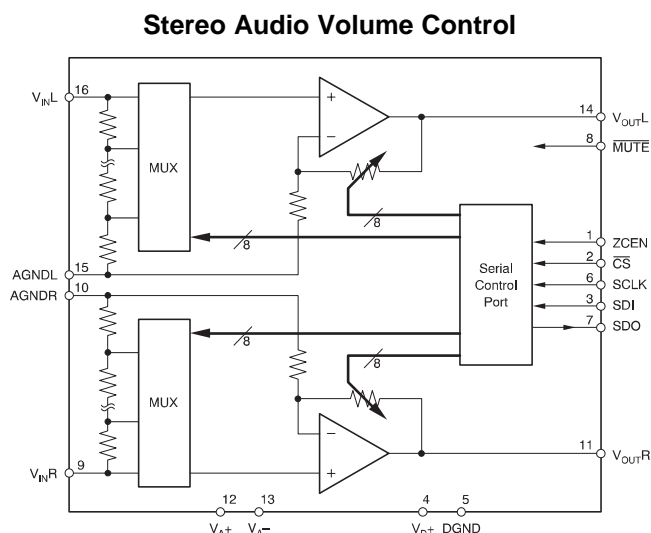 Stereo Audio Volume Control
16
VINL
MUX
+
−
14
VOUTL
8
MUTE
8
8
15
AGNDL
10
AGNDR
Serial
Control
Port
1
ZCEN
2
CS
6
SCLK
3
SDI
7
SDO
8
8
MUX
−
+
9
VINR
11
VOUTR
12 13
4 5
VA+ VA−
VD+ DGND